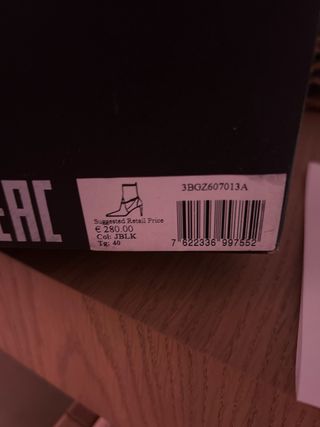 EAC
3BGZ607013A
Suggested Retail Price
€ 280.00
Col: JBLK
Tg: 40
7 622336 997552